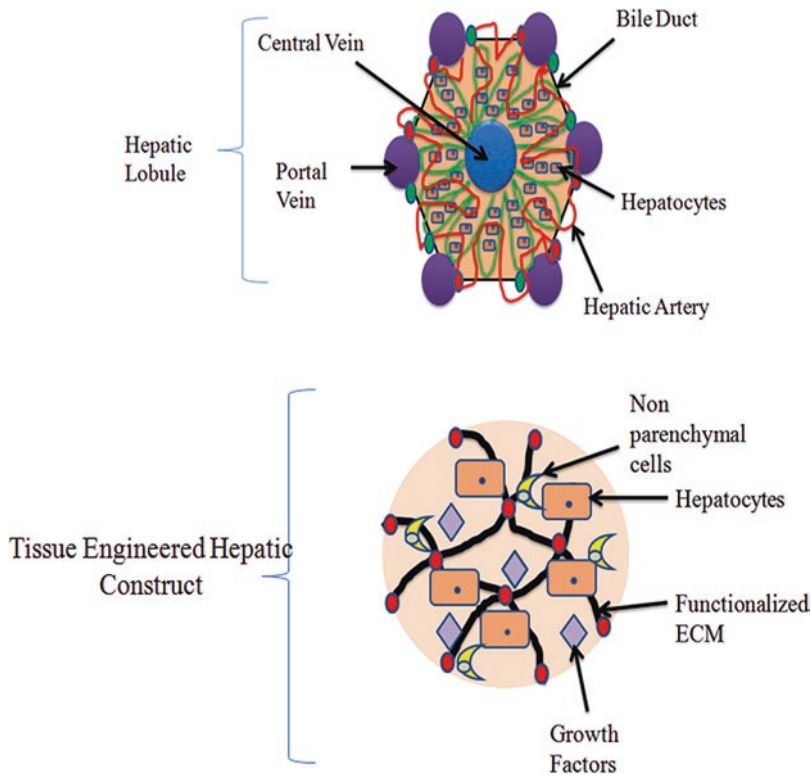 Central Vein
Bile Duct
Hepatic
Lobule
Portal
Vein
Hepatocytes
Hepatic Artery
Non
parenchymal
cells
Hepatocytes
Tissue Engineered Hepatic
Construct
Functionalized
ECM
Growth
Factors